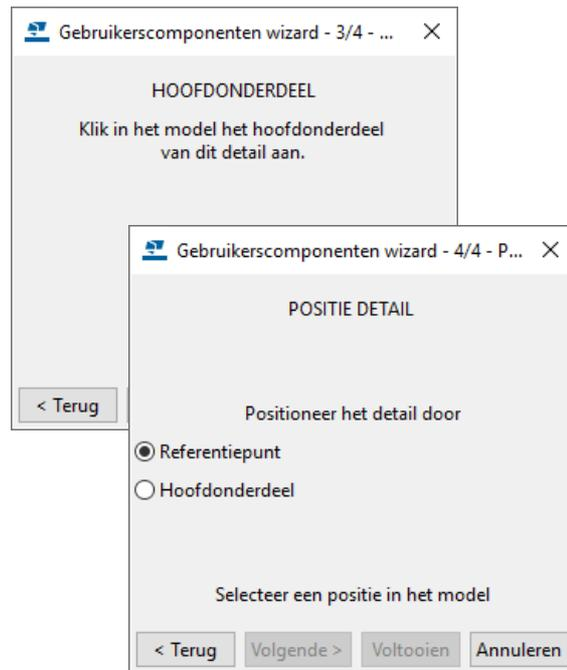 Gebruikerscomponenten wizard - 3/4 - ...
HOOFDONDERDEEL
Klik in het model het hoofdonderdeel
van dit detail aan.
< Terug
Gebruikerscomponenten wizard - 4/4 - P...
POSITIE DETAIL
Positioneer het detail door
Referentiepunt
Hoofdonderdeel
Selecteer een positie in het model
< Terug Volgende > Voltooien Annuleren